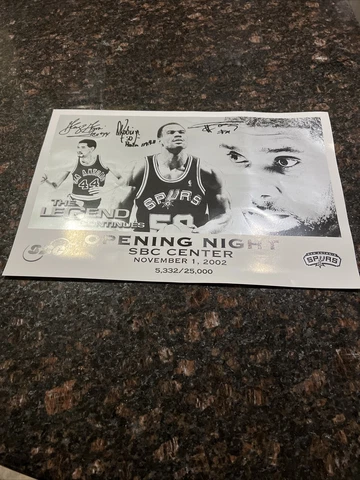 SAN ANTONIO
44
SPURS
50
THE
LEGEND
CONTINUES
SBC
OPENING NIGHT
SBC CENTER
NOVEMBER 1, 2002
5,332/25,000
SPURS